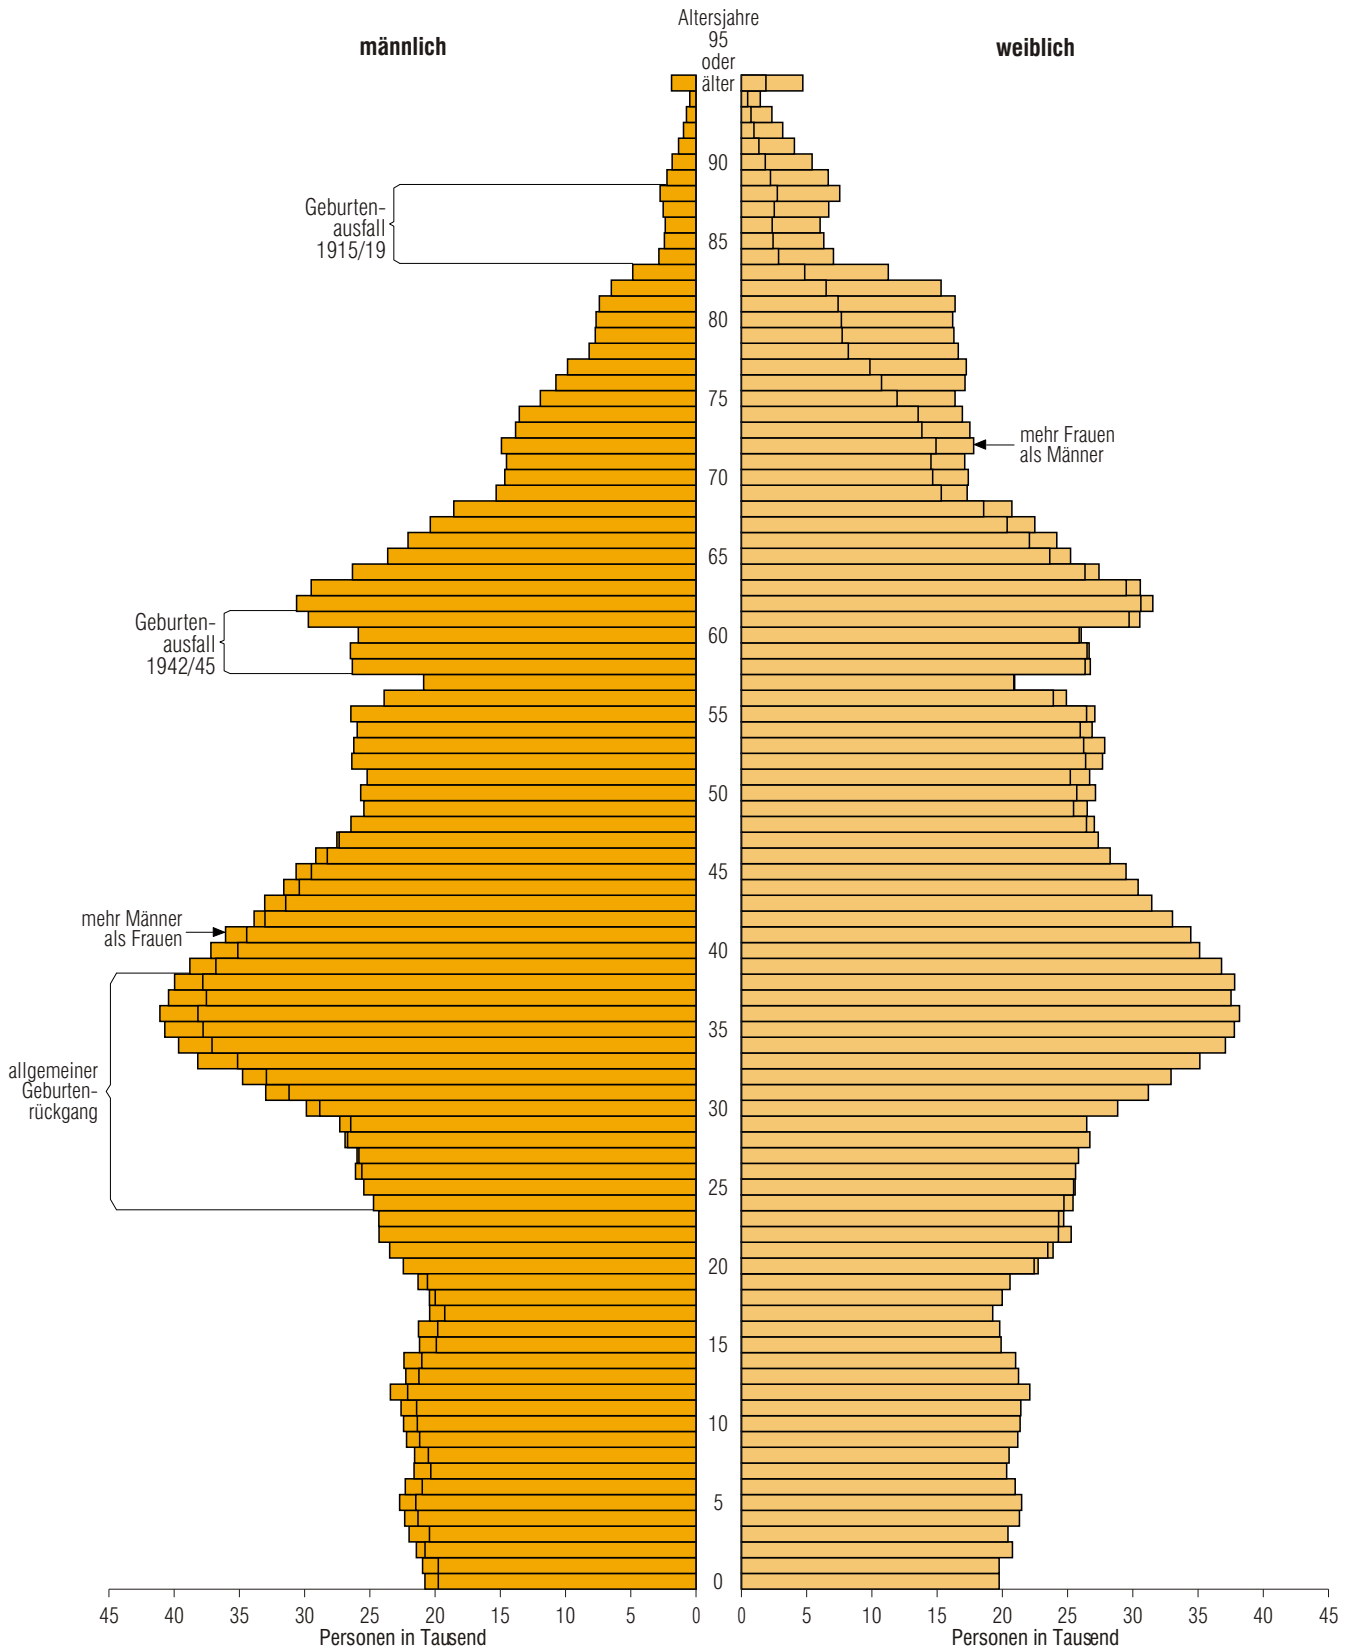 Altersjahre
männlich
95
weiblich
oder
älter
90
Geburten-
ausfall
1915/19
85
80
75
mehr Frauen
als Männer
70
65
Geburten-
ausfall
1942/45
60
55
50
45
mehr Männer
als Frauen
40
35
allgemeiner
Geburten-
rückgang
30
25
20
15
10
5
0
45 40 35 30 25 20 15 10 5 0 0 5 10 15 20 25 30 35 40 45
Personen in Tausend Personen in Tausend